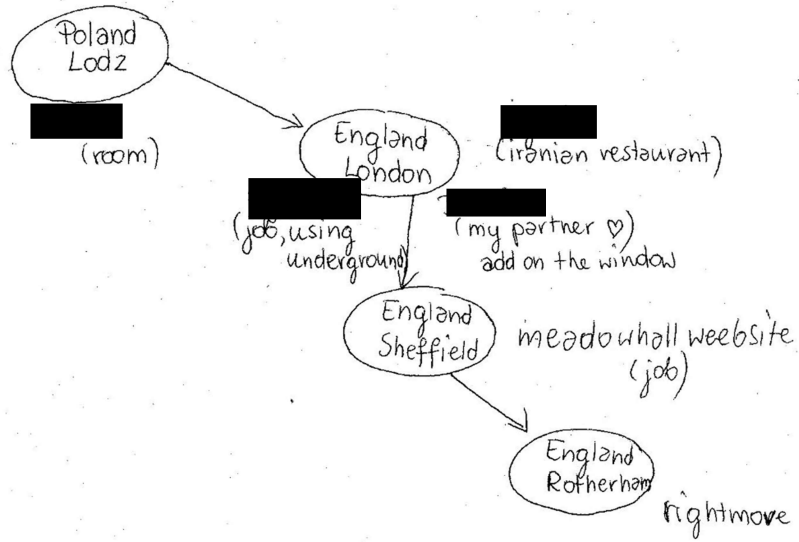 Poland
Lodz
(room)
England
London
(iranian restaurant)
(job, using
underground)
(my partner ♡)
add on the window
England
Sheffield
meadowhall weebsite
(job)
England
Rotherham
rightmove